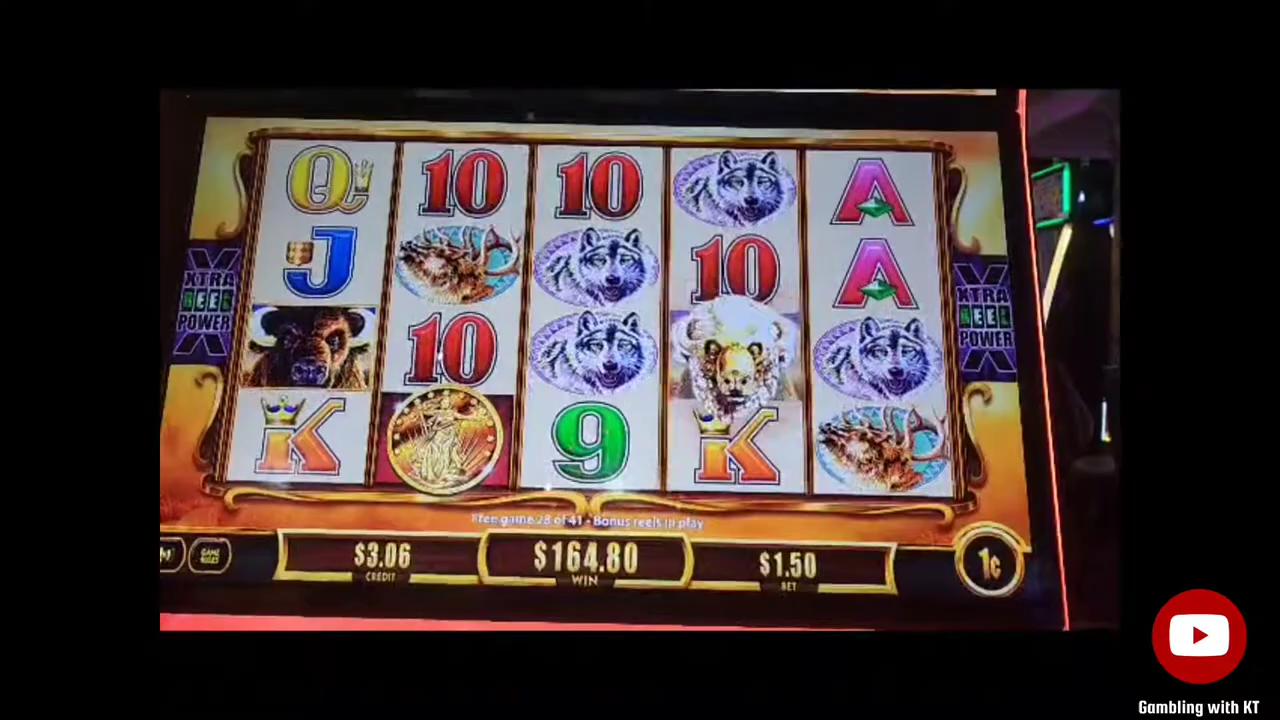 Q 10 10 A
J 10 A
10
K 9 K
XTRA
REEL
POWER
XTRA
REEL
POWER
Free game 28 of 41 - Bonus reels in play
GAME
RULES
$3.06
CREDIT
$164.80
WIN
$1.50
BET
1¢
Gambling with KT